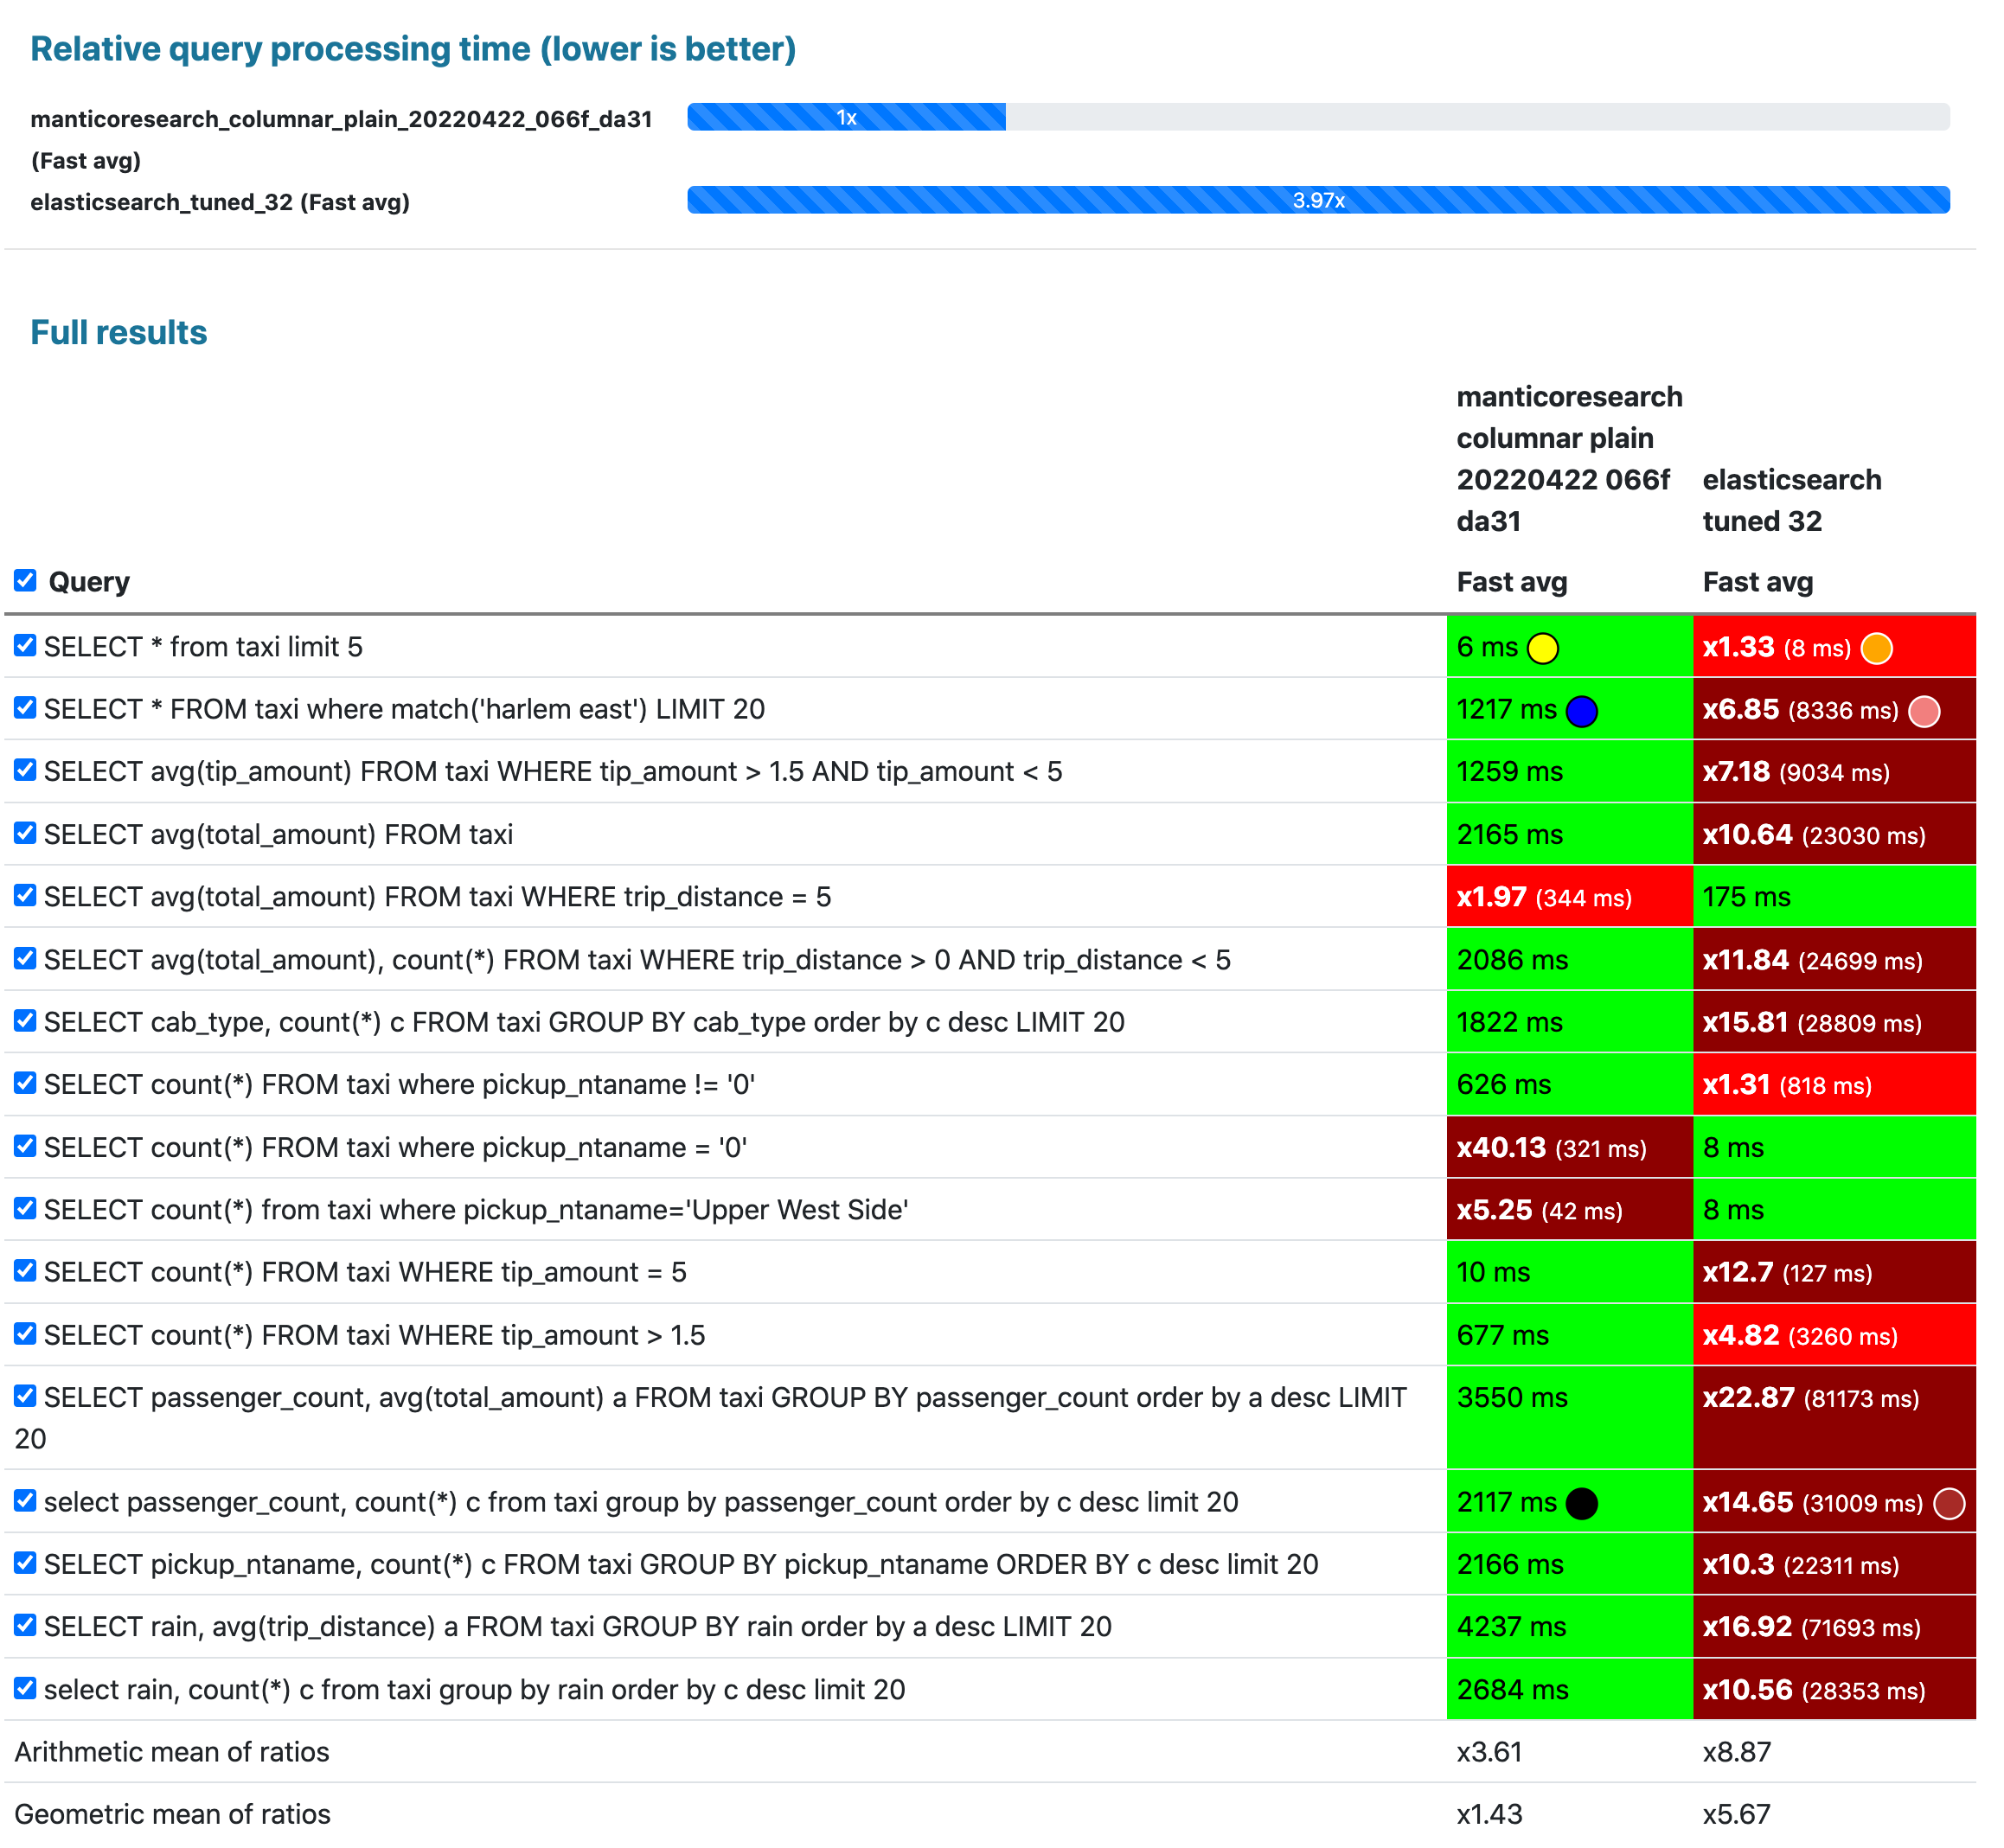 Relative query processing time (lower is better)
manticoresearch_columnar_plain_20220422_066f_da31
1x
(Fast avg)
elasticsearch_tuned_32 (Fast avg)
3.97x
Full results
manticoresearch
columnar plain
20220422 066f
da31
elasticsearch
tuned 32
Query Fast avg Fast avg
SELECT * from taxi limit 5 6 ms x1.33 (8 ms)
SELECT * FROM taxi where match('harlem east') LIMIT 20 1217 ms x6.85 (8336 ms)
SELECT avg(tip_amount) FROM taxi WHERE tip_amount > 1.5 AND tip_amount < 5 1259 ms x7.18 (9034 ms)
SELECT avg(total_amount) FROM taxi 2165 ms x10.64 (23030 ms)
SELECT avg(total_amount) FROM taxi WHERE trip_distance = 5 x1.97 (344 ms) 175 ms
SELECT avg(total_amount), count(*) FROM taxi WHERE trip_distance > 0 AND trip_distance < 5 2086 ms x11.84 (24699 ms)
SELECT cab_type, count(*) c FROM taxi GROUP BY cab_type order by c desc LIMIT 20 1822 ms x15.81 (28809 ms)
SELECT count(*) FROM taxi where pickup_ntaname != '0' 626 ms x1.31 (818 ms)
SELECT count(*) FROM taxi where pickup_ntaname = '0' x40.13 (321 ms) 8 ms
SELECT count(*) from taxi where pickup_ntaname='Upper West Side' x5.25 (42 ms) 8 ms
SELECT count(*) FROM taxi WHERE tip_amount = 5 10 ms x12.7 (127 ms)
SELECT count(*) FROM taxi WHERE tip_amount > 1.5 677 ms x4.82 (3260 ms)
SELECT passenger_count, avg(total_amount) a FROM taxi GROUP BY passenger_count order by a desc LIMIT 3550 ms x22.87 (81173 ms)
20
select passenger_count, count(*) c from taxi group by passenger_count order by c desc limit 20 2117 ms x14.65 (31009 ms)
SELECT pickup_ntaname, count(*) c FROM taxi GROUP BY pickup_ntaname ORDER BY c desc limit 20 2166 ms x10.3 (22311 ms)
SELECT rain, avg(trip_distance) a FROM taxi GROUP BY rain order by a desc LIMIT 20 4237 ms x16.92 (71693 ms)
select rain, count(*) c from taxi group by rain order by c desc limit 20 2684 ms x10.56 (28353 ms)
Arithmetic mean of ratios x3.61 x8.87
Geometric mean of ratios x1.43 x5.67